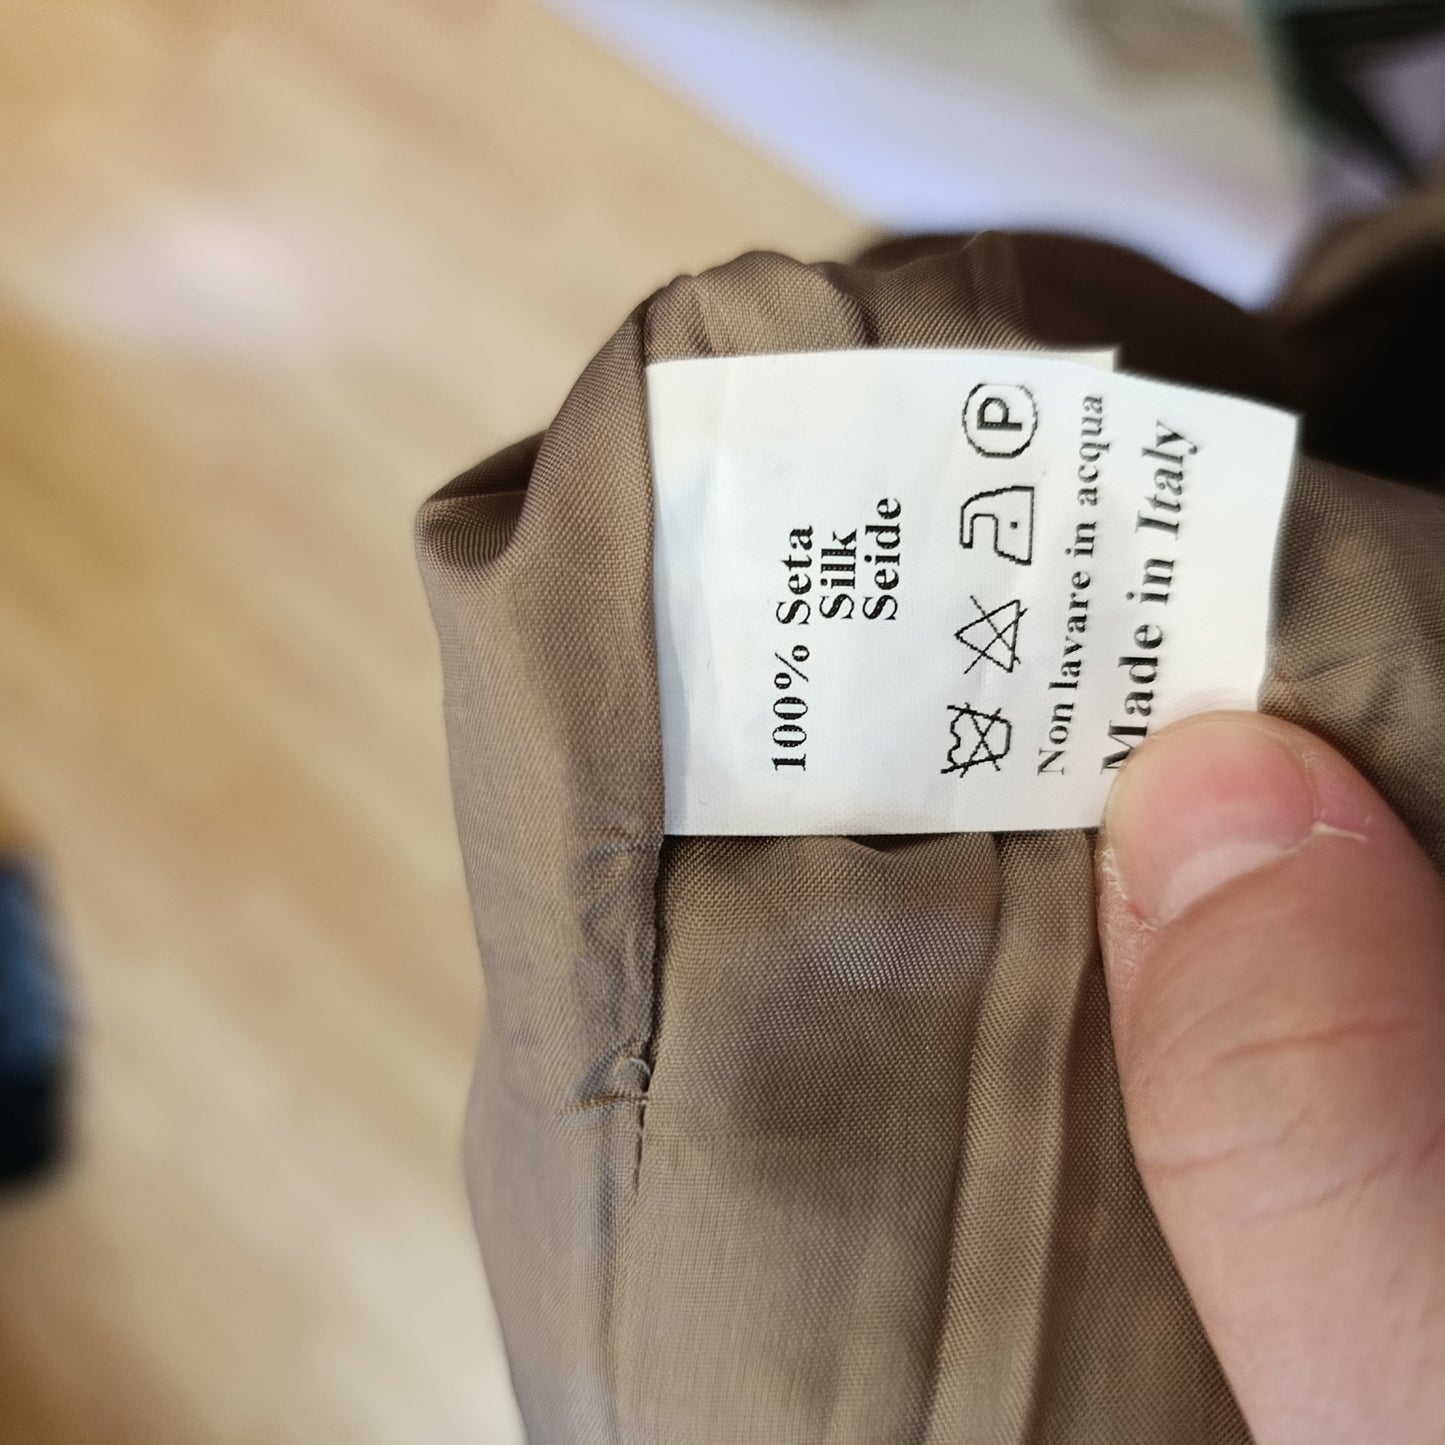 100% Seta
Silk
Seide
P
Non lavare in acqua
Made in Italy